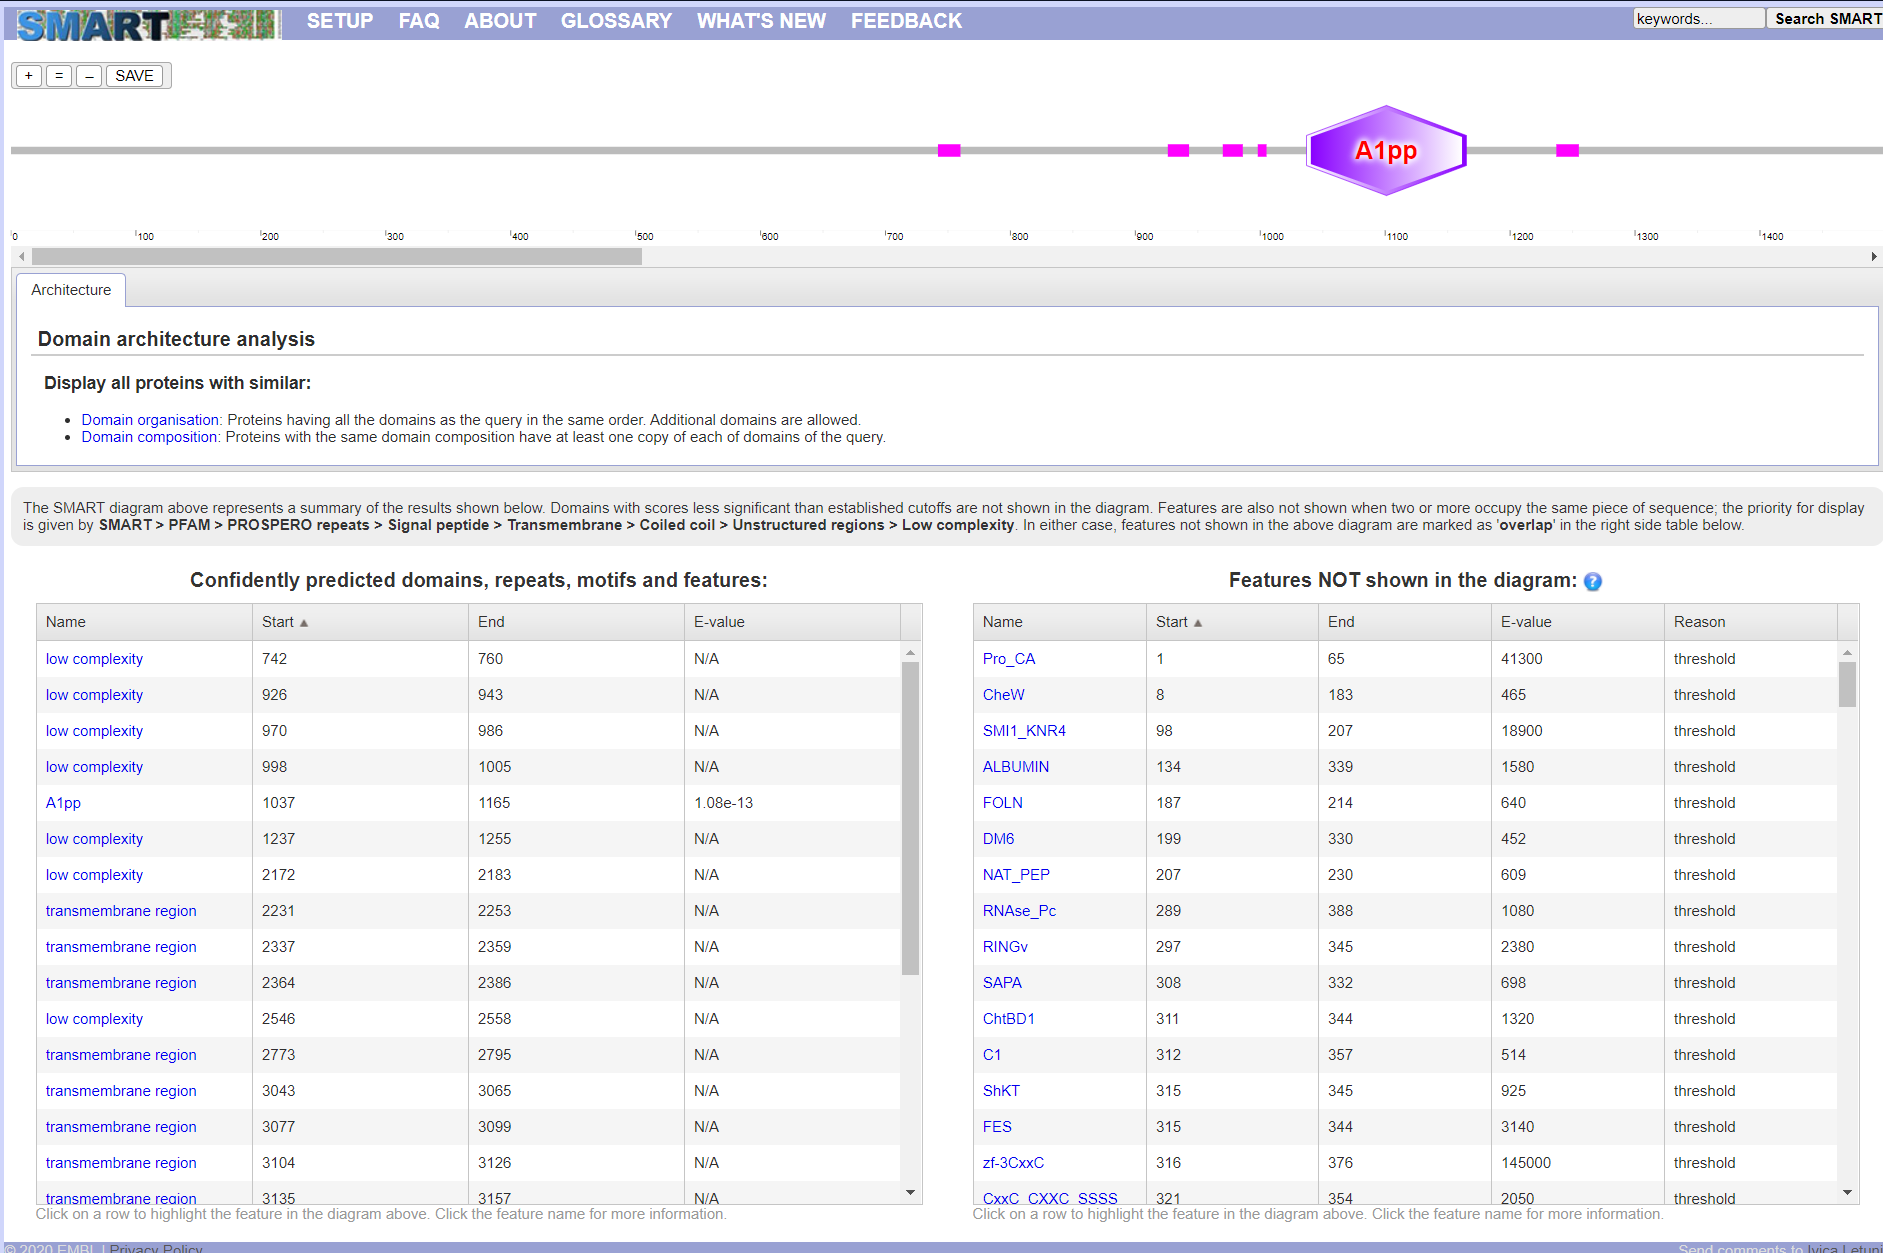 SMART SETUP FAQ ABOUT GLOSSARY WHAT'S NEW FEEDBACK keywords... Search SMART
+ = – SAVE
A1pp
0 100 200 300 400 500 600 700 800 900 1000 1100 1200 1300 1400
Architecture
Domain architecture analysis
Display all proteins with similar:
• Domain organisation: Proteins having all the domains as the query in the same order. Additional domains are allowed.
• Domain composition: Proteins with the same domain composition have at least one copy of each of domains of the query.
The SMART diagram above represents a summary of the results shown below. Domains with scores less significant than established cutoffs are not shown in the diagram. Features are also not shown when two or more occupy the same piece of sequence; the priority for display
is given by SMART > PFAM > PROSPERO repeats > Signal peptide > Transmembrane > Coiled coil > Unstructured regions > Low complexity. In either case, features not shown in the above diagram are marked as 'overlap' in the right side table below.
Confidently predicted domains, repeats, motifs and features:
Name Start ▲ End E-value
low complexity 742 760 N/A
low complexity 926 943 N/A
low complexity 970 986 N/A
low complexity 998 1005 N/A
A1pp 1037 1165 1.08e-13
low complexity 1237 1255 N/A
low complexity 2172 2183 N/A
transmembrane region 2231 2253 N/A
transmembrane region 2337 2359 N/A
transmembrane region 2364 2386 N/A
low complexity 2546 2558 N/A
transmembrane region 2773 2795 N/A
transmembrane region 3043 3065 N/A
transmembrane region 3077 3099 N/A
transmembrane region 3104 3126 N/A
transmembrane region 3135 3157 N/A
Click on a row to highlight the feature in the diagram above. Click the feature name for more information.
Features NOT shown in the diagram: ?
Name Start ▲ End E-value Reason
Pro_CA 1 65 41300 threshold
CheW 8 183 465 threshold
SMI1_KNR4 98 207 18900 threshold
ALBUMIN 134 339 1580 threshold
FOLN 187 214 640 threshold
DM6 199 330 452 threshold
NAT_PEP 207 230 609 threshold
RNAse_Pc 289 388 1080 threshold
RINGv 297 345 2380 threshold
SAPA 308 332 698 threshold
ChtBD1 311 344 1320 threshold
C1 312 357 514 threshold
ShKT 315 345 925 threshold
FES 315 344 3140 threshold
zf-3CxxC 316 376 145000 threshold
CxxC_CXXC_SSSS 321 354 2050 threshold
Click on a row to highlight the feature in the diagram above. Click the feature name for more information.
© 2020 EMBL | Privacy Policy Send comments to Ivica Letuni